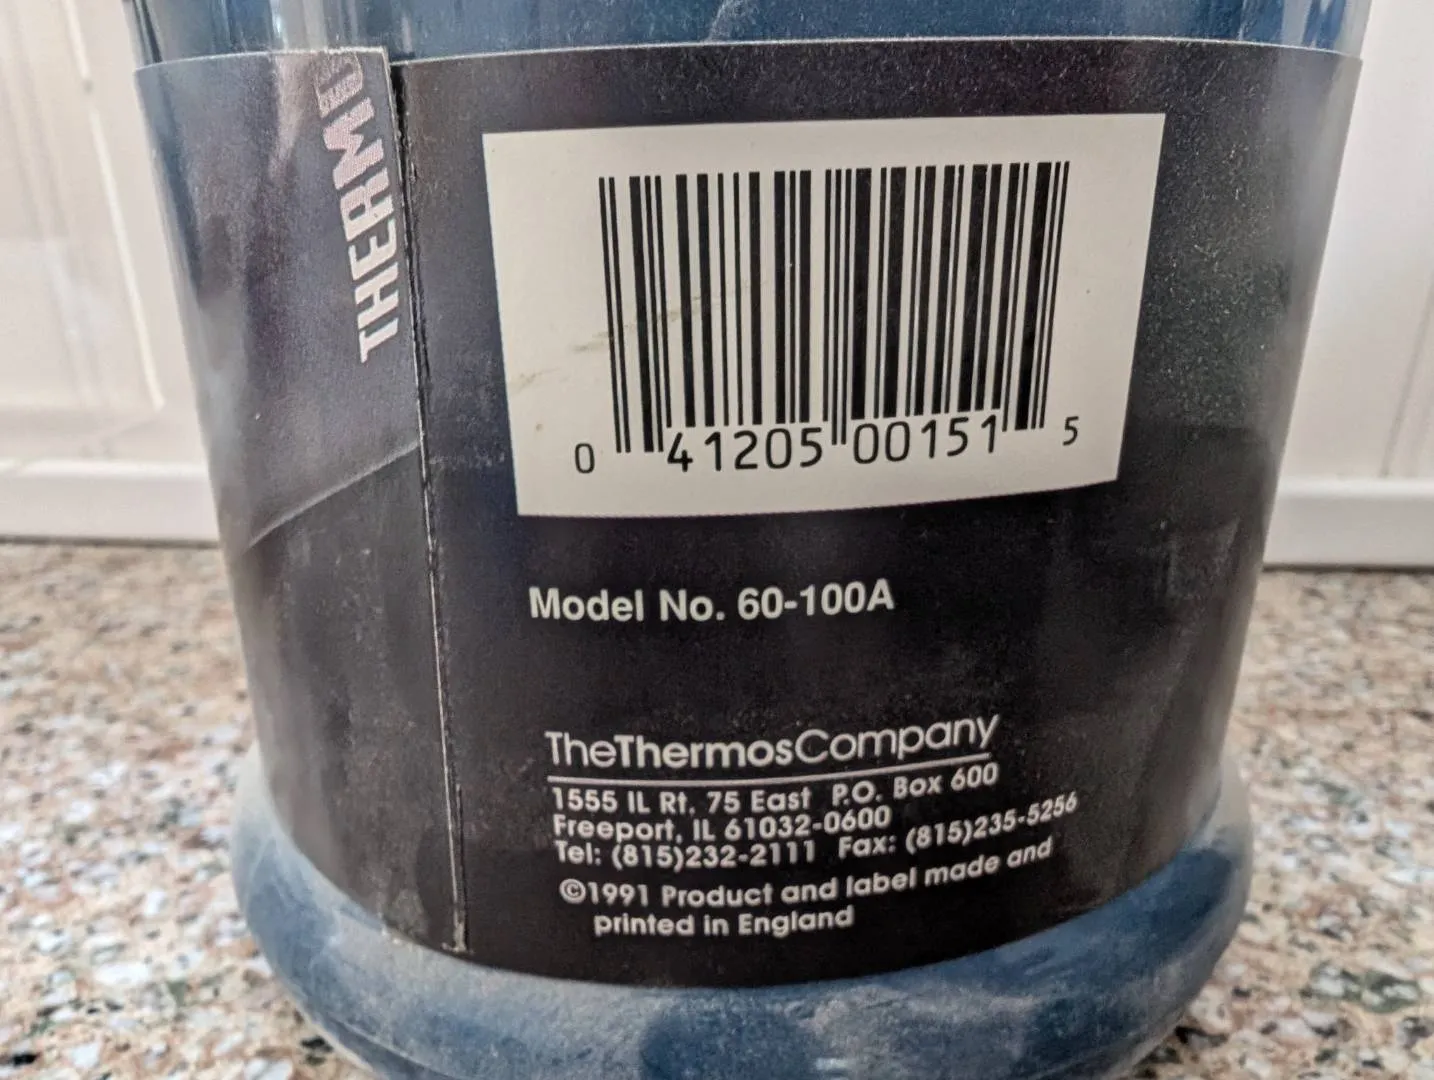 THERMO
0 41205 00151 5
Model No. 60-100A
TheThermosCompany
1555 IL Rt. 75 East P.O. Box 600
Freeport, IL 61032-0600
Tel: (815)232-2111 Fax: (815)235-5256
©1991 Product and label made and
printed in England